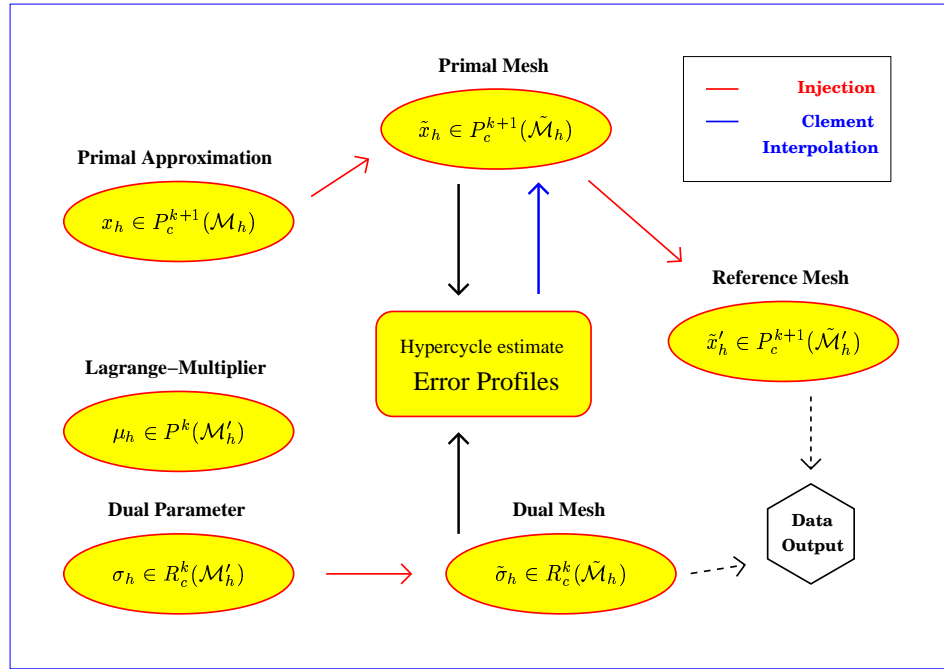 Primal Mesh
x̃_h ∈ P_c^{k+1}(ℳ̃_h)
Injection
Clement
Interpolation
Primal Approximation
x_h ∈ P_c^{k+1}(ℳ_h)
Reference Mesh
x̃'_h ∈ P_c^{k+1}(ℳ̃'_h)
Hypercycle estimate
Error Profiles
Lagrange–Multiplier
μ_h ∈ P^k(ℳ'_h)
Dual Parameter
σ_h ∈ R_c^k(ℳ'_h)
Dual Mesh
σ̃_h ∈ R_c^k(ℳ̃_h)
Data
Output